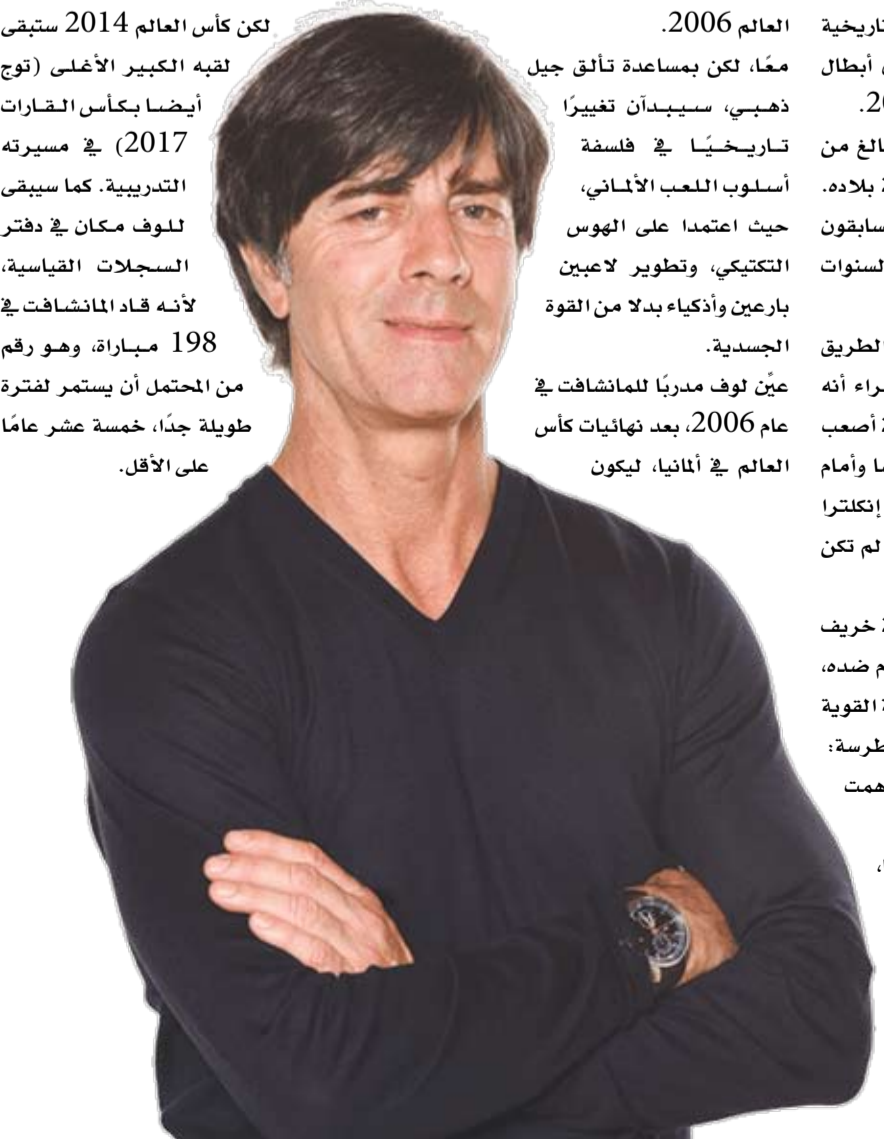 تاريخية
أبطال
بالغ من
بلاده.
سابقون
السنوات
الطريق
أنه
أصعب
وأمام
إنكلترا
لم تكن
خريف
ضده،
القوية
همت
العالم 2006.
معًا، لكن بمساعدة تألق جيل
ذهبي، سيبدآن تغييرًا
تاريخيًا في فلسفة
أسلوب اللعب الألماني،
حيث اعتمدا على الهوس
التكتيكي، وتطوير لاعبين
بارعين وأذكياء بدلا من القوة
الجسدية.
عيّن لوف مدربًا للمانشافت في
عام 2006، بعد نهائيات كأس
العالم في ألمانيا، ليكون
لكن كأس العالم 2014 ستبقى
لقبه الكبير الأغلى (توج
أيضا بكأس القارات
2017) في مسيرته
التدريبية. كما سيبقى
للوف مكان في دفتر
السجلات القياسية،
لأنه قاد المانشافت في
198 مباراة، وهو رقم
من المحتمل أن يستمر لفترة
طويلة جدًا، خمسة عشر عامًا
على الأقل.